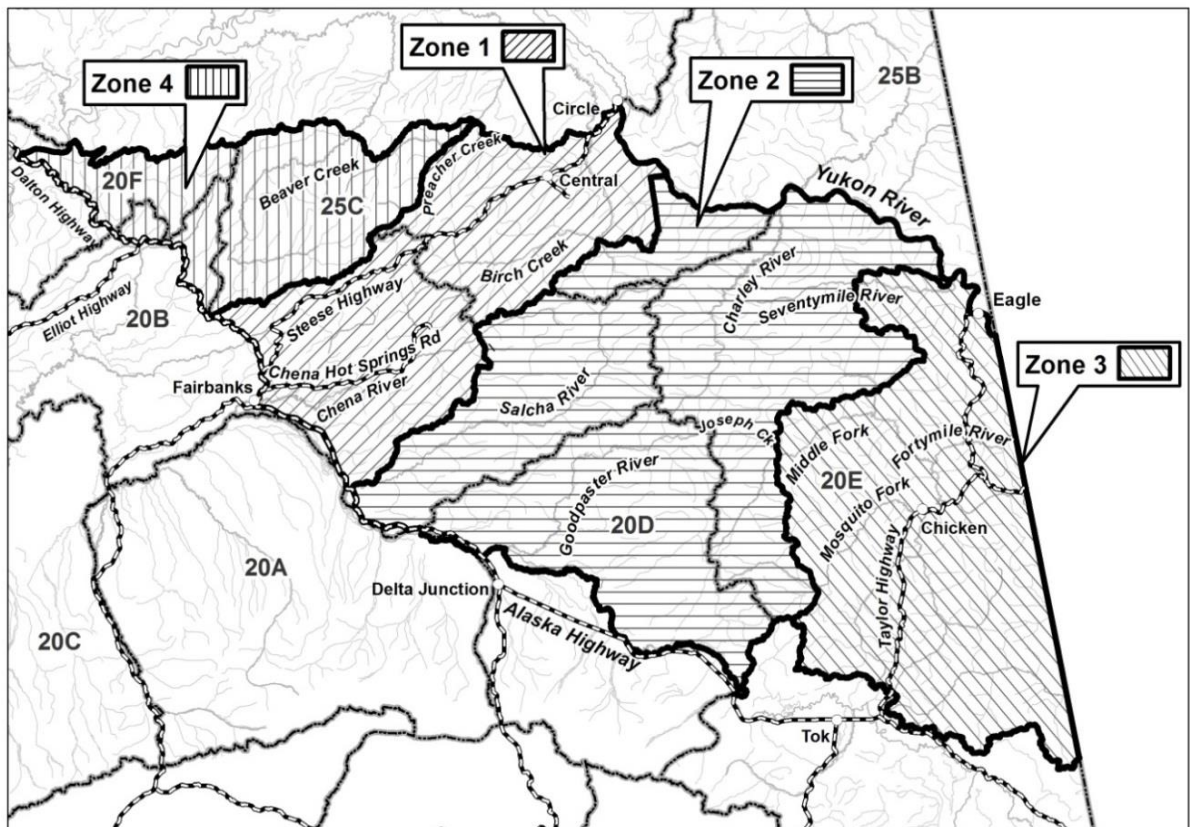 Zone 1
Zone 2
Zone 4
25B
Circle
Preacher Creek
Central
20F
Beaver Creek
25C
Dalton Highway
Yukon River
Birch Creek
Charley River
Elliot Highway
20B
Steese Highway
Seventymile River
Eagle
Zone 3
Chena Hot Springs Rd
Fairbanks
Chena River
Salcha River
Joseph Ck
Middle Fork
Fortymile River
20E
Goodpaster River
Mosquito Fork
20D
Chicken
20A
Taylor Highway
Delta Junction
Alaska Highway
20C
Tok